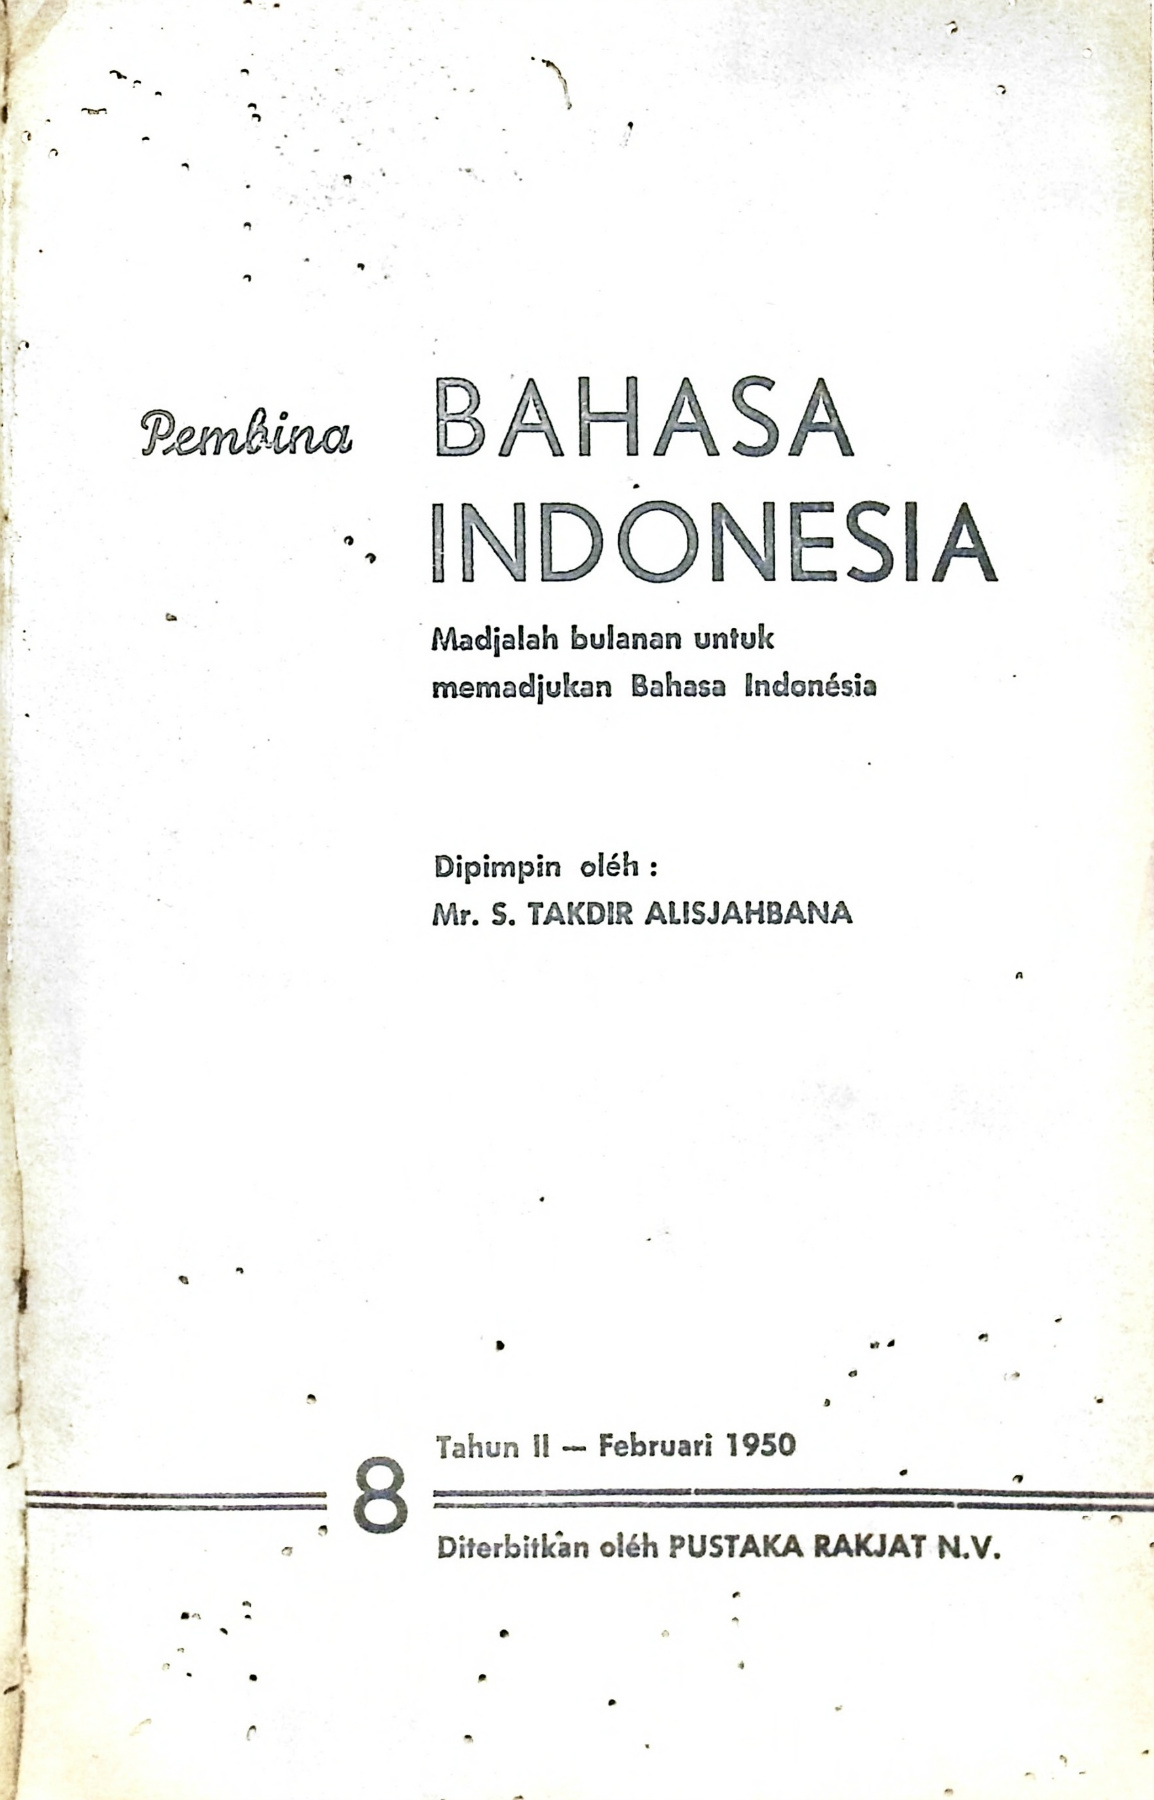 Pembina BAHASA
INDONESIA
Madjalah bulanan untuk
memadjukan Bahasa Indonésia
Dipimpin oléh :
Mr. S. TAKDIR ALISJAHBANA
Tahun II — Februari 1950
8
Diterbitkan oléh PUSTAKA RAKJAT N.V.